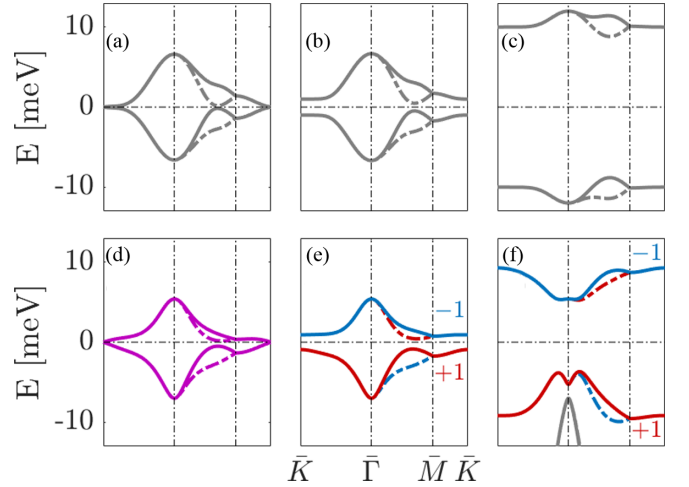 (a) (b) (c)
E [meV]
10
0
-10
(d) (e) (f)
E [meV]
10
0
-10
−1 −1
+1 +1
K̄ Γ̄ M̄ K̄